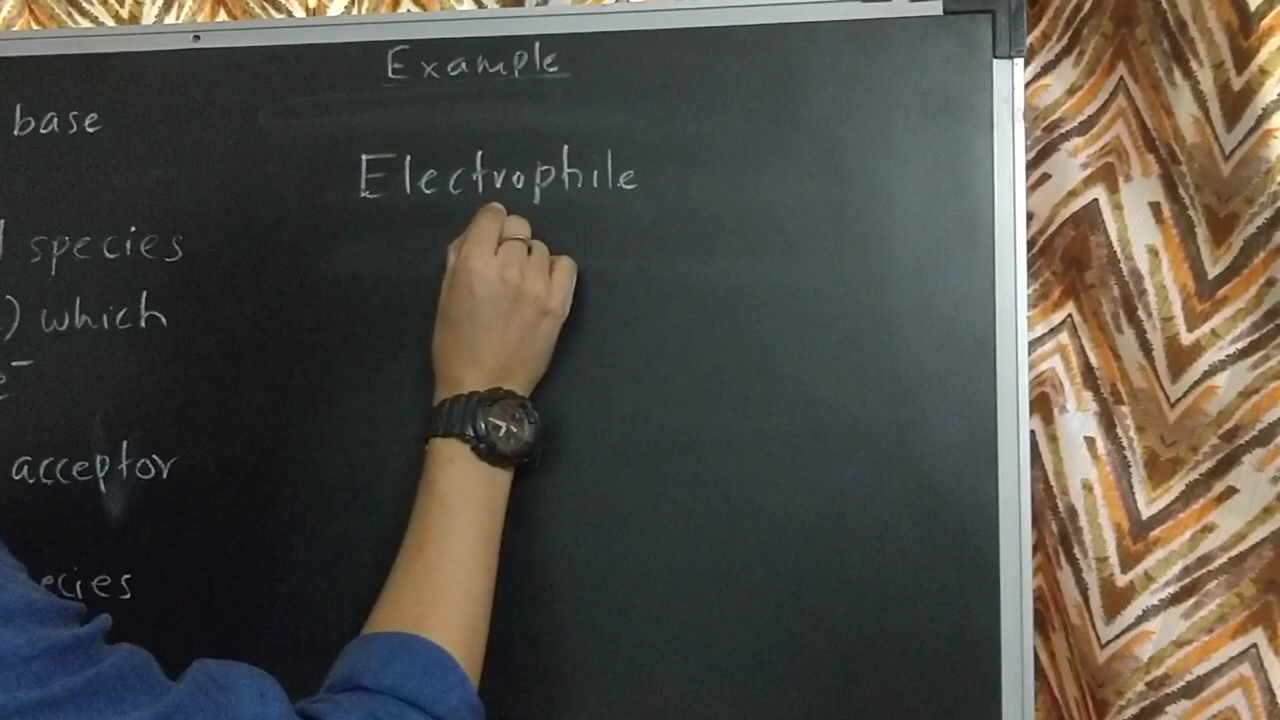 Example
base
Electrophile
species
) which
e⁻
acceptor
ecies